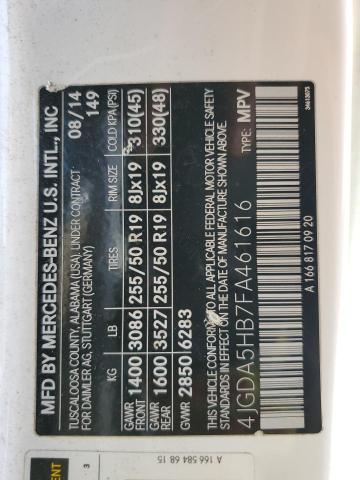 MFD BY MERCEDES-BENZ U.S. INTL., INC
TUSCALOOSA COUNTY, ALABAMA (USA), UNDER CONTRACT 08/14
FOR DAIMLER AG, STUTTGART (GERMANY) 149
KG LB TIRES RIM SIZE COLD KPA(PSI)
GAWR FRONT 1400 3086 255/50 R19 8Jx19 310(45)
GAWR REAR 1600 3527 255/50 R19 8Jx19 330(48)
GVWR 2850 6283
THIS VEHICLE CONFORMS TO ALL APPLICABLE FEDERAL MOTOR VEHICLE SAFETY
STANDARDS IN EFFECT ON THE DATE OF MANUFACTURE SHOWN ABOVE.
4JGDA5HB7FA461616 TYPE: MPV
A 166 817 09 20
A 166 584 68 15
3